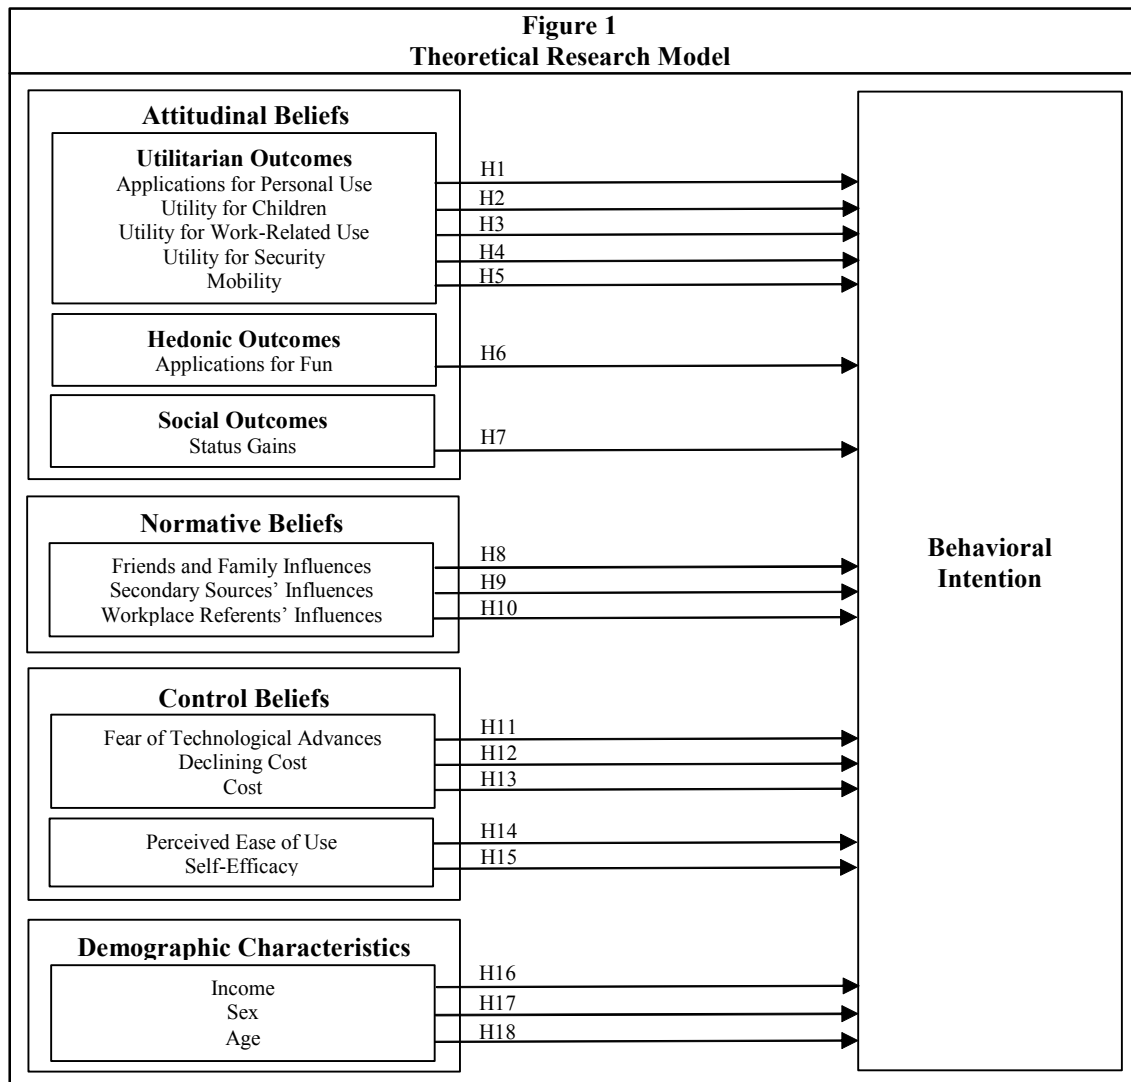 Figure 1
Theoretical Research Model
Attitudinal Beliefs
Utilitarian Outcomes
Applications for Personal Use
Utility for Children
Utility for Work-Related Use
Utility for Security
Mobility
H1
H2
H3
H4
H5
Hedonic Outcomes
Applications for Fun
H6
Social Outcomes
Status Gains
H7
Normative Beliefs
Friends and Family Influences
Secondary Sources’ Influences
Workplace Referents’ Influences
H8
H9
H10
Control Beliefs
Fear of Technological Advances
Declining Cost
Cost
H11
H12
H13
Perceived Ease of Use
Self-Efficacy
H14
H15
Demographic Characteristics
Income
Sex
Age
H16
H17
H18
Behavioral
Intention